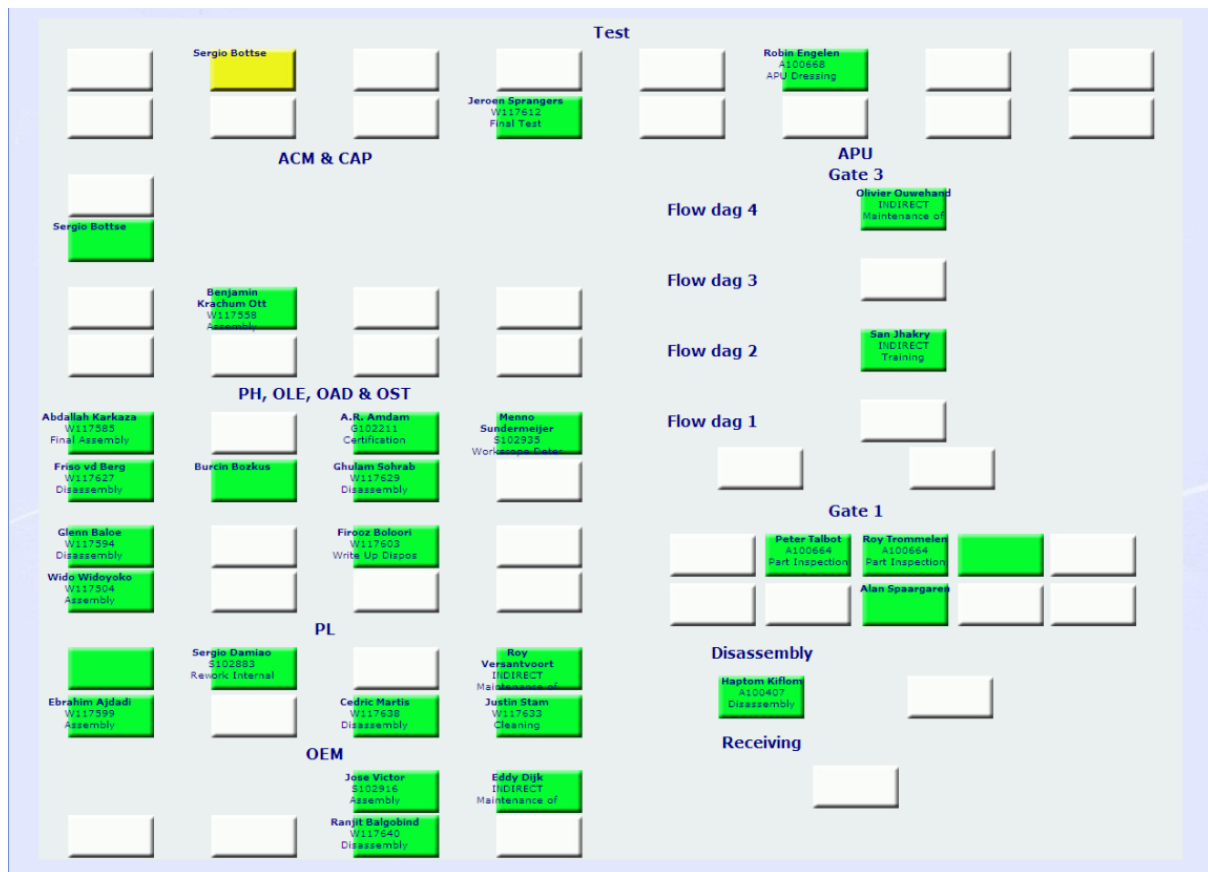 Test
Sergio Bottse
Robin Engelen
A100668
APU Dressing
Jeroen Sprangers
W117612
Final Test
ACM & CAP
Sergio Bottse
Benjamin
Krachum Ott
W117558
Assembly
PH, OLE, OAD & OST
Abdallah Karkaza
W117585
Final Assembly
A.R. Amdam
G102211
Certification
Menno
Sundermeijer
S102935
Workscope Deter
Friso vd Berg
W117627
Disassembly
Burcin Bozkus
Ghulam Sohrab
W117629
Disassembly
Glenn Baloe
W117594
Disassembly
Firooz Boloori
W117603
Write Up Dispos
Wido Widoyoko
W117504
Assembly
PL
Sergio Damiao
S102883
Rework Internal
Roy
Versantvoort
INDIRECT
Maintenance of
Ebrahim Ajdadi
W117599
Assembly
Cedric Martis
W117638
Disassembly
Justin Stam
W117633
Cleaning
OEM
Jose Victor
S102916
Assembly
Eddy Dijk
INDIRECT
Maintenance of
Ranjit Balgobind
W117640
Disassembly
APU
Gate 3
Flow dag 4
Olivier Ouwehand
INDIRECT
Maintenance of
Flow dag 3
Flow dag 2
San Jhakry
INDIRECT
Training
Flow dag 1
Gate 1
Peter Talbot
A100664
Part Inspection
Roy Trommelen
A100664
Part Inspection
Alan Spaargaren
Disassembly
Haptom Kiflom
A100407
Disassembly
Receiving